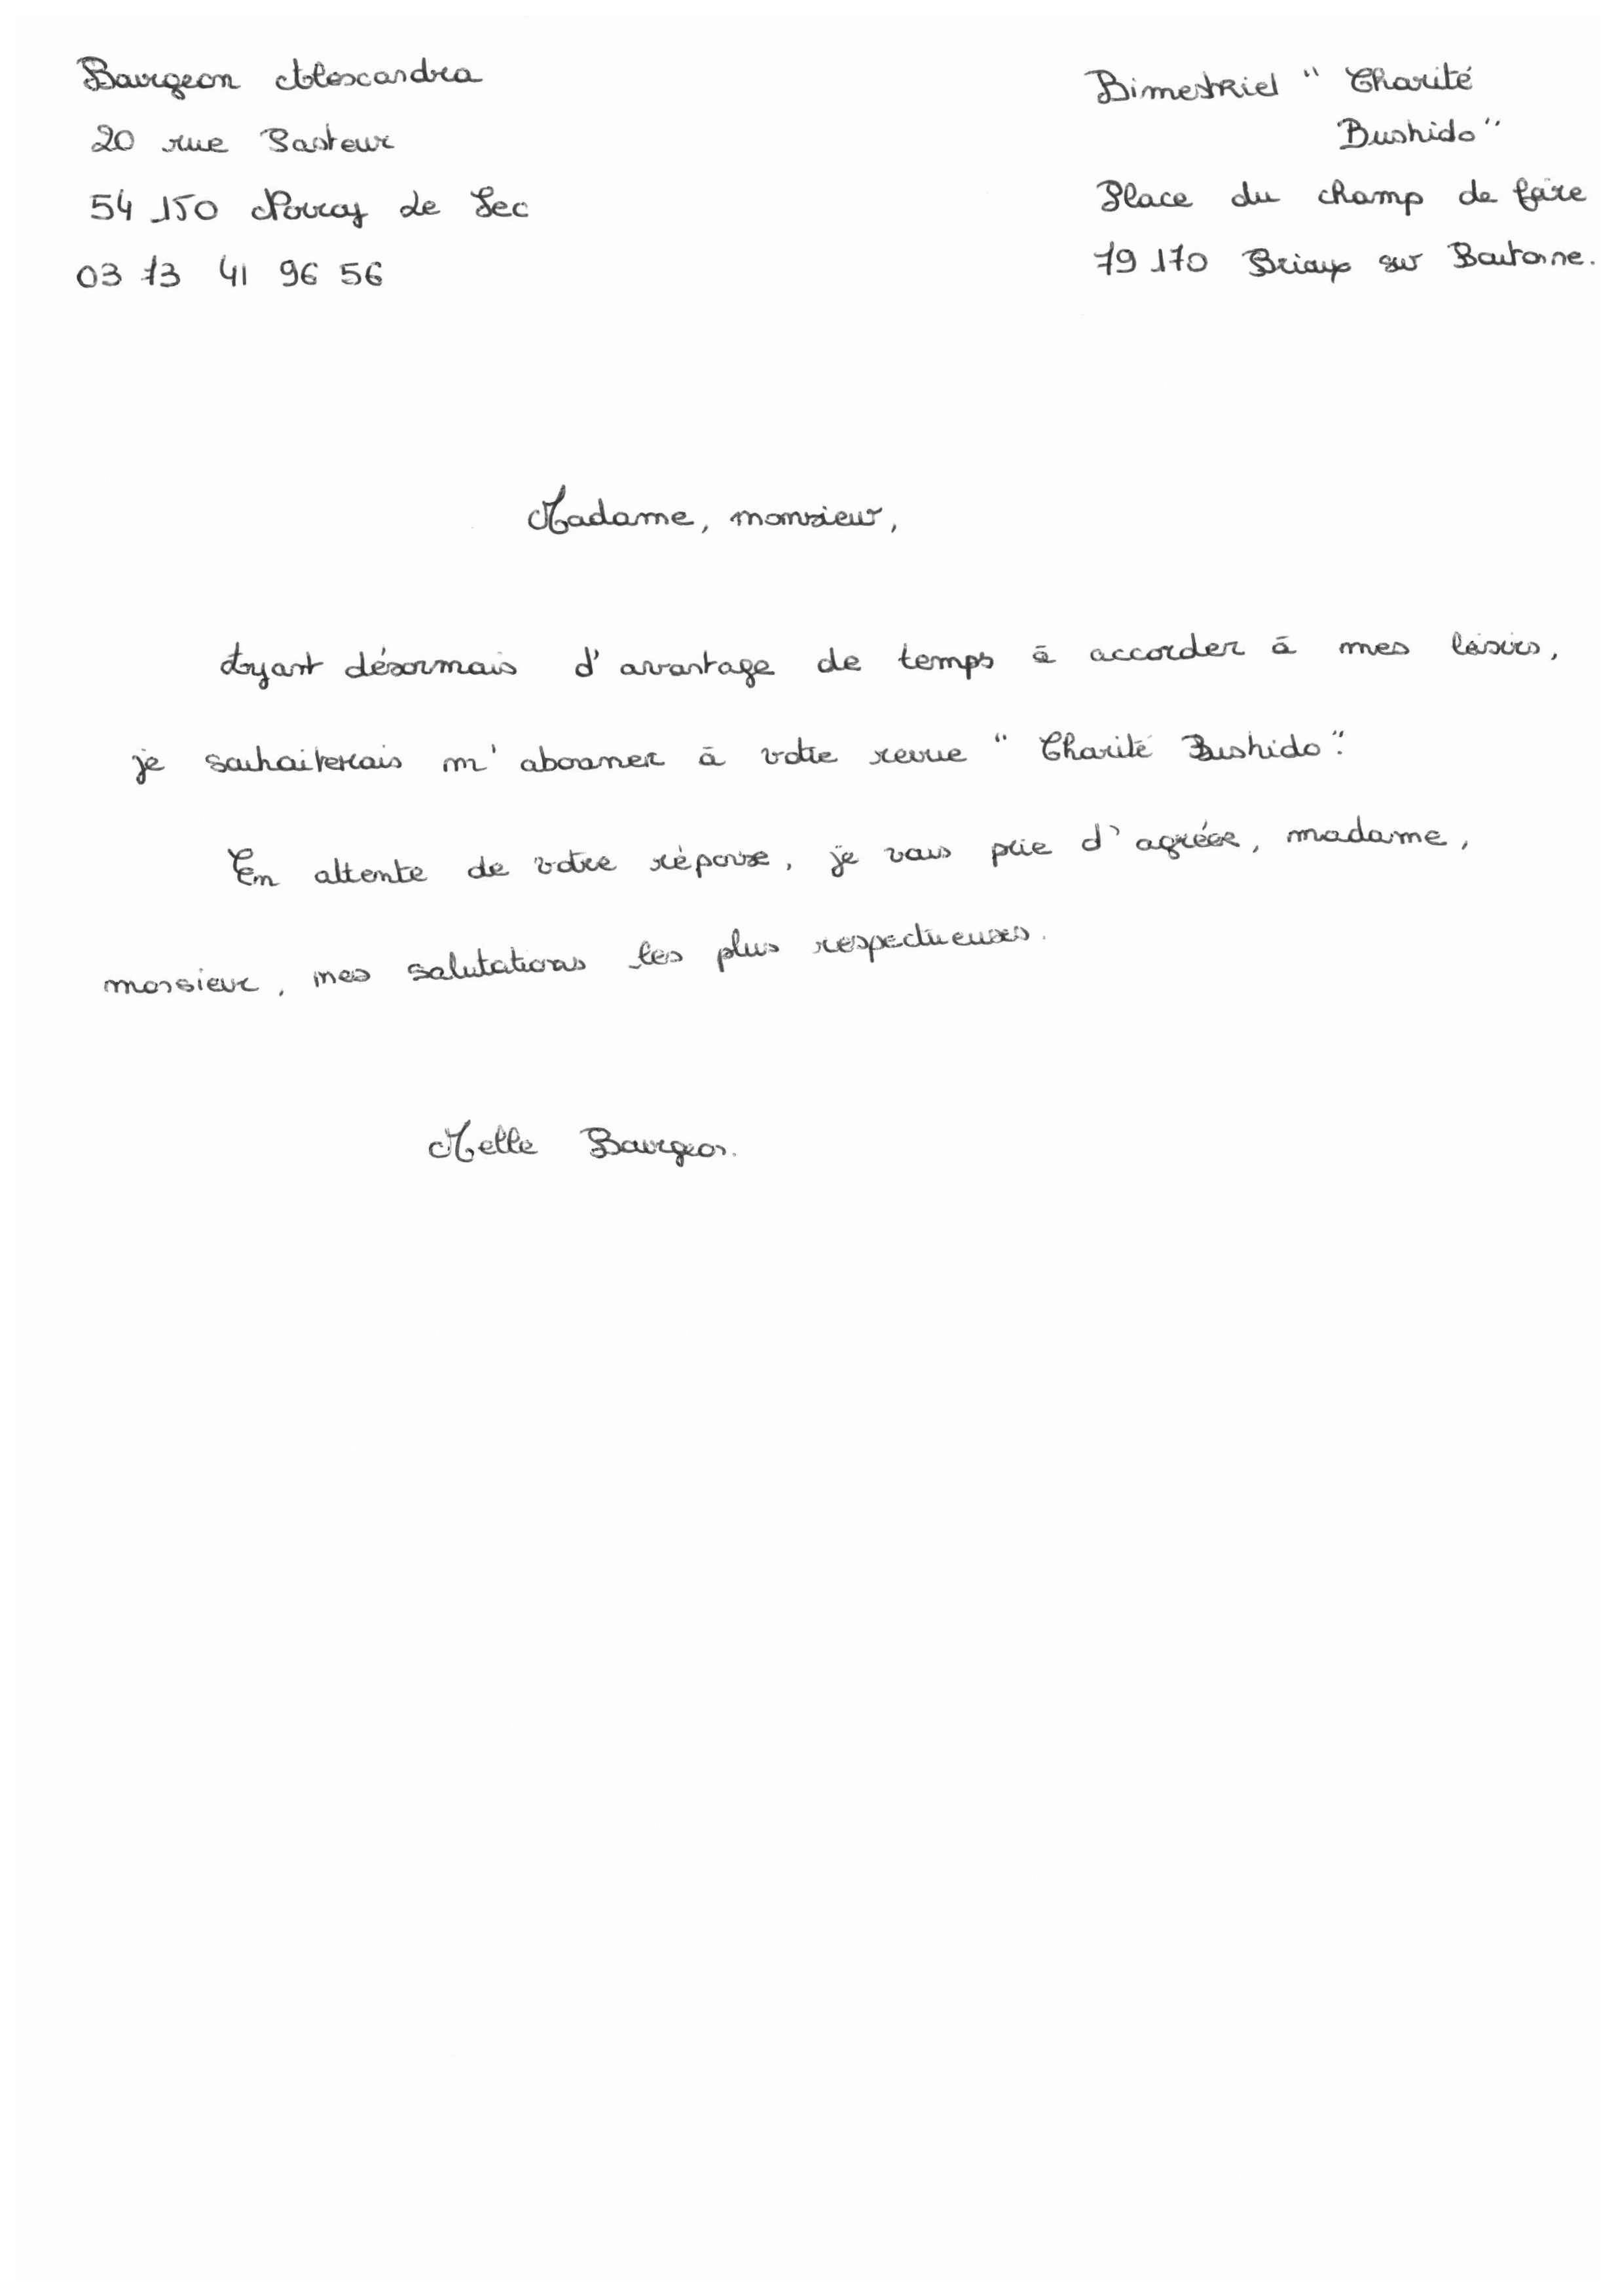 Bourgeon Alexandra
20 rue Pasteur
54 150 Norroy Le Sec
03 73 41 96 56
Bimestriel " Charité
Bushido "
Place du champ de foire
79 170 Brioux sur Boutonne.
Madame, monsieur,
Ayant désormais d'avantage de temps à accorder à mes loisirs,
je souhaiterais m'abonner à votre revue " Charité Bushido ".
En attente de votre réponse, je vous prie d'agréer, madame,
monsieur, mes salutations les plus respectueuses.
Melle Bourgeon.